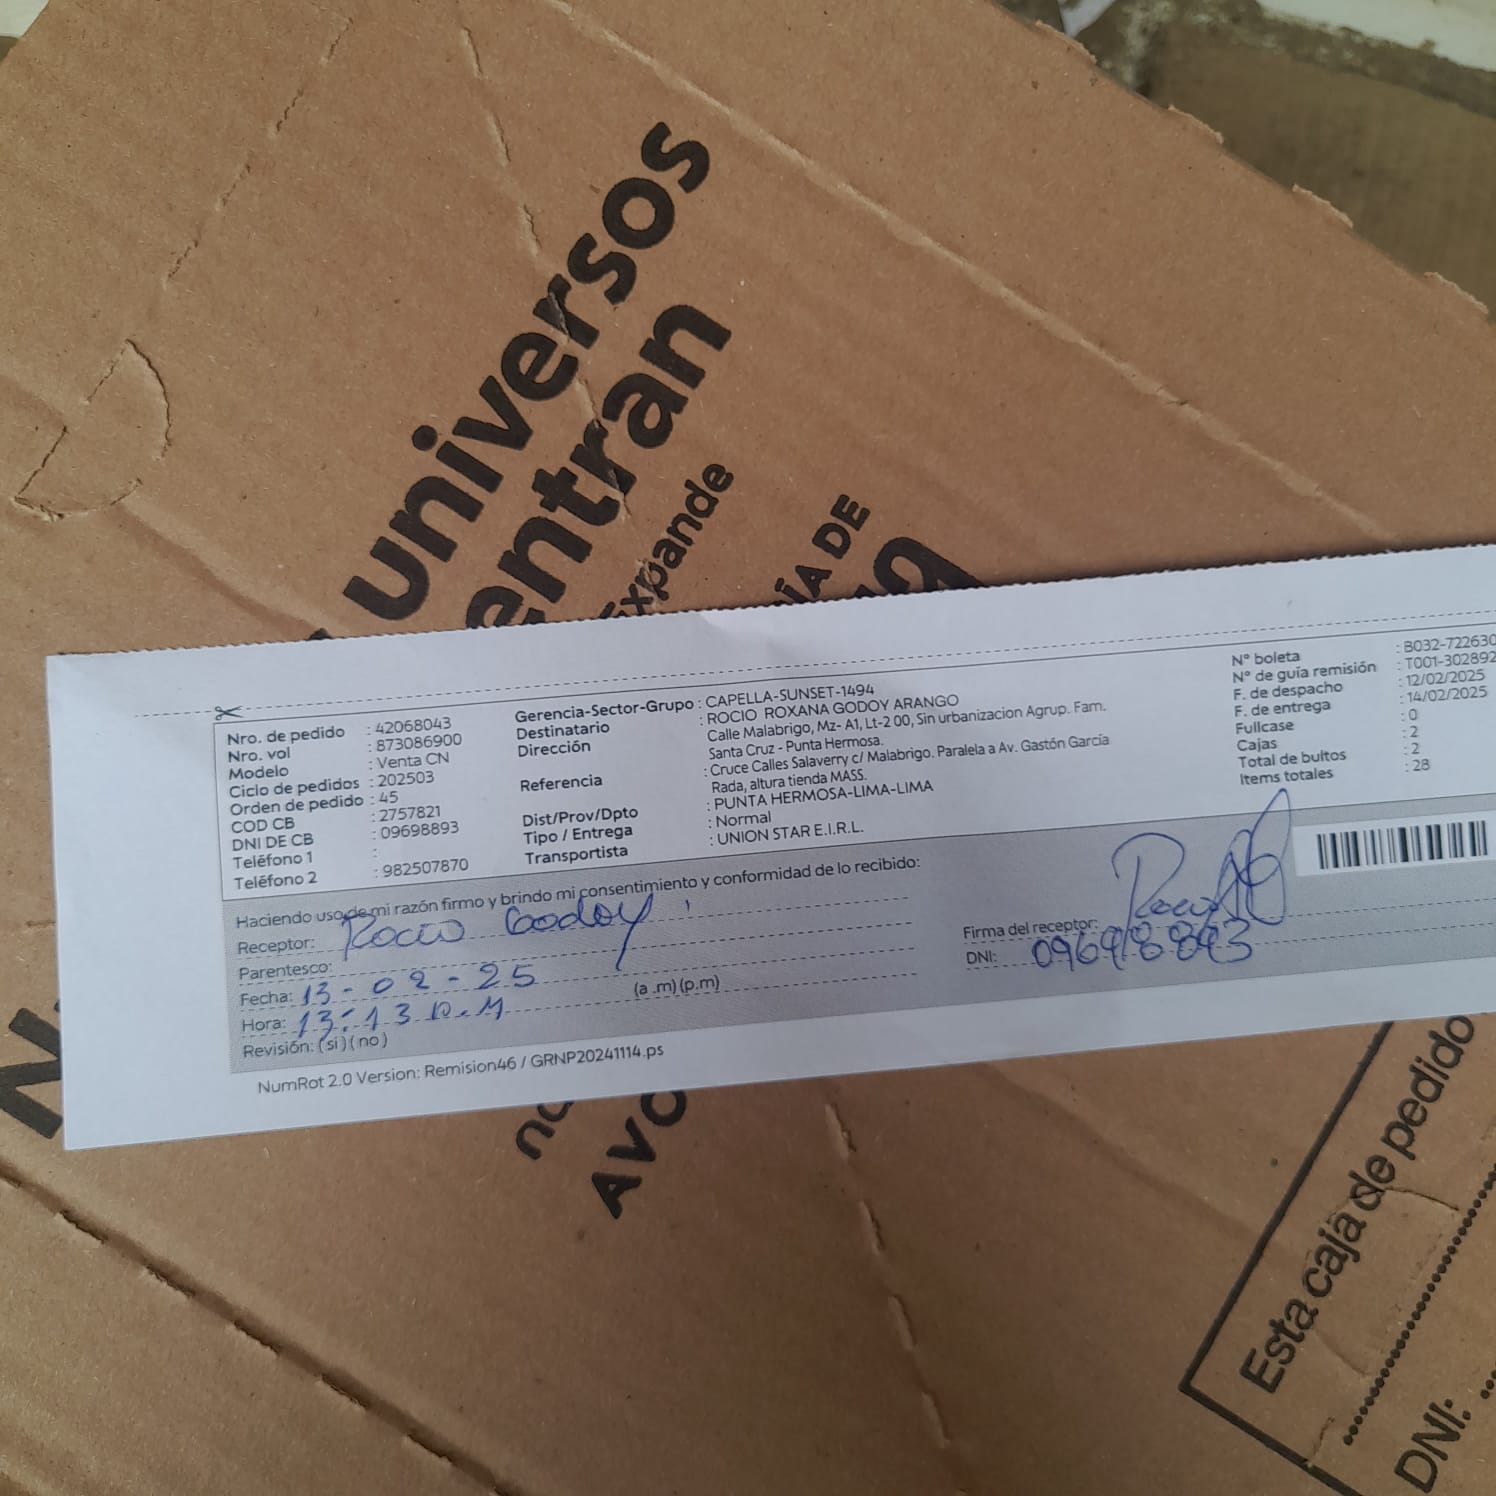 universos
entran
Expande
ÍA DE
Nro. de pedido : 42068043
Nro. vol : 873086900
Modelo : Venta CN
Ciclo de pedidos : 202503
Orden de pedido : 45
COD CB : 2757821
DNI DE CB : 09698893
Teléfono 1 :
Teléfono 2 : 982507870
Gerencia-Sector-Grupo : CAPELLA-SUNSET-1494
Destinatario : ROCIO ROXANA GODOY ARANGO
Dirección : Calle Malabrigo, Mz- A1, Lt-2 00, Sin urbanizacion Agrup. Fam.
Santa Cruz - Punta Hermosa.
Referencia : Cruce Calles Salaverry c/ Malabrigo. Paralela a Av. Gastón García
Rada, altura tienda MASS.
Dist/Prov/Dpto : PUNTA HERMOSA-LIMA-LIMA
Tipo / Entrega : Normal
Transportista : UNION STAR E.I.R.L.
N° boleta : B032-722630
N° de guía remisión : T001-302892
F. de despacho : 12/02/2025
F. de entrega : 14/02/2025
Fullcase : 0
Cajas : 2
Total de bultos : 2
Items totales : 28
Haciendo uso de mi razón firmo y brindo mi consentimiento y conformidad de lo recibido:
Receptor: Rocio Godoy
Parentesco:
Fecha: 13-02-25
Hora: 13:13 P.M (a .m) (p.m)
Revisión: (si) (no)
Firma del receptor: Rocio
DNI: 09698893
NumRot 2.0 Version: Remision46 / GRNP20241114.ps
Esta caja de pedido
DNI: